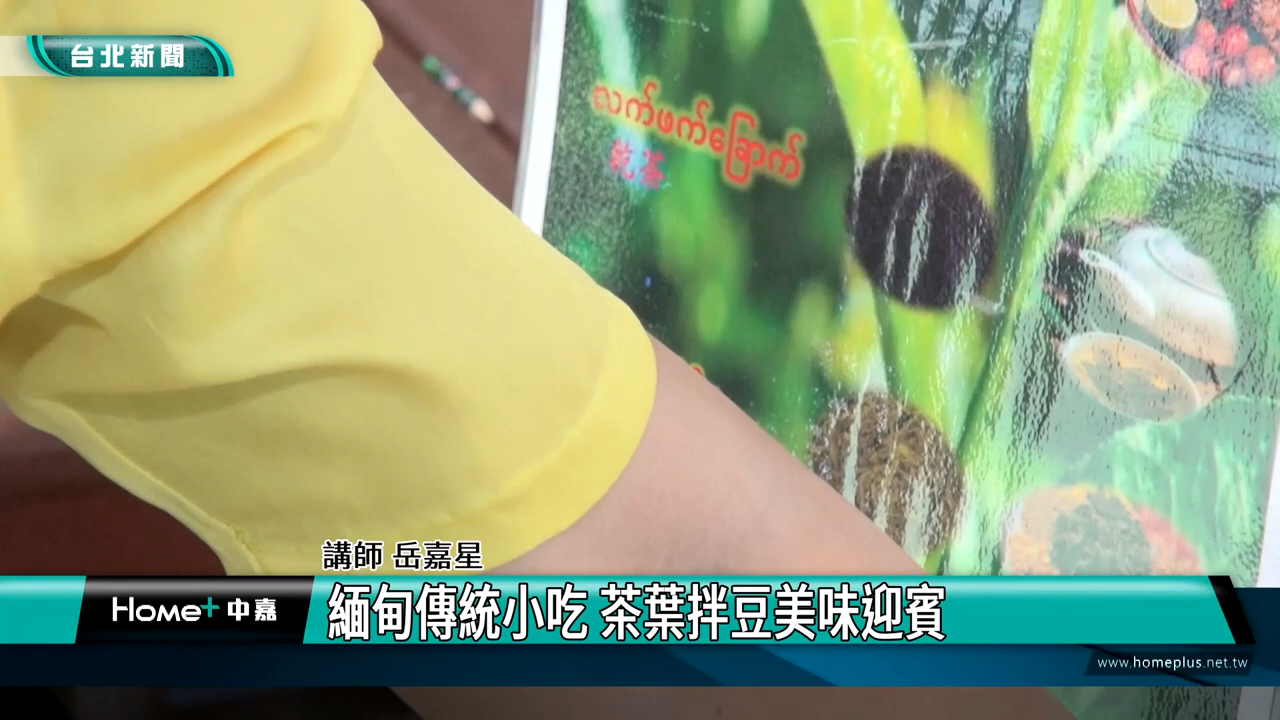 台北新聞
လက်ဖက်ခြောက်
乾茶
講師 岳嘉星
Home+ 中嘉
緬甸傳統小吃 茶葉拌豆美味迎賓
www.homeplus.net.tw